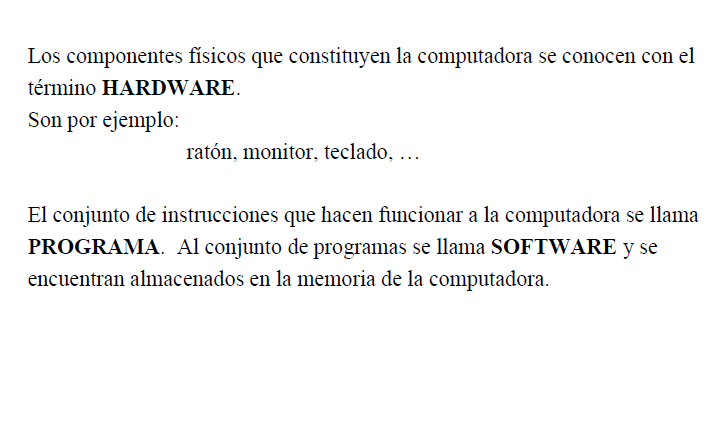 Los componentes físicos que constituyen la computadora se conocen con el
término HARDWARE.
Son por ejemplo:
ratón, monitor, teclado, …
El conjunto de instrucciones que hacen funcionar a la computadora se llama
PROGRAMA.  Al conjunto de programas se llama SOFTWARE y se
encuentran almacenados en la memoria de la computadora.